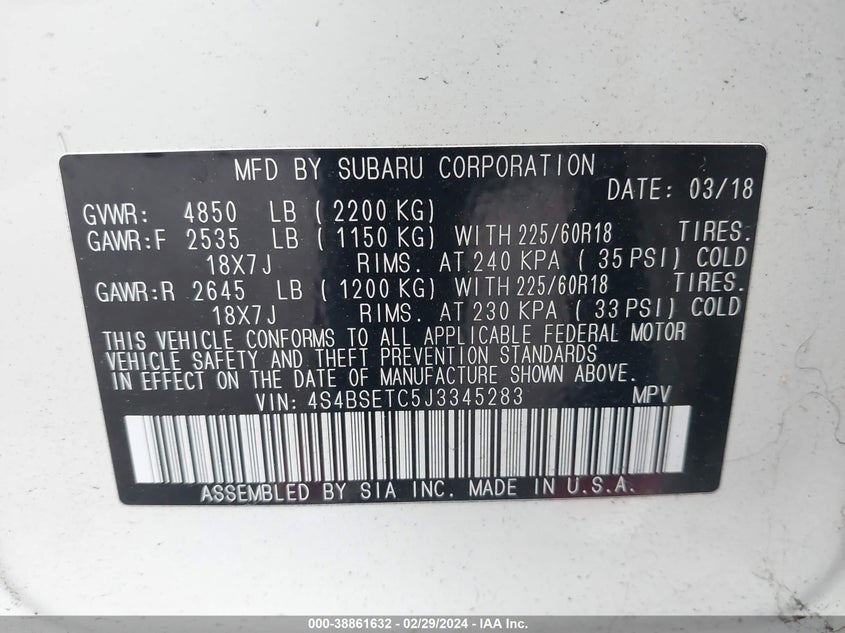 MFD BY SUBARU CORPORATION
DATE: 03/18
GVWR: 4850 LB ( 2200 KG)
GAWR:F 2535 LB ( 1150 KG) WITH 225/60R18 TIRES.
18X7J RIMS. AT 240 KPA ( 35 PSI) COLD
GAWR:R 2645 LB ( 1200 KG) WITH 225/60R18 TIRES.
18X7J RIMS. AT 230 KPA ( 33 PSI) COLD
THIS VEHICLE CONFORMS TO ALL APPLICABLE FEDERAL MOTOR
VEHICLE SAFETY AND THEFT PREVENTION STANDARDS
IN EFFECT ON THE DATE OF MANUFACTURE SHOWN ABOVE.
VIN: 4S4BSETC5J3345283 MPV
ASSEMBLED BY SIA INC. MADE IN U.S.A.
000-38861632 - 02/29/2024 - IAA Inc.